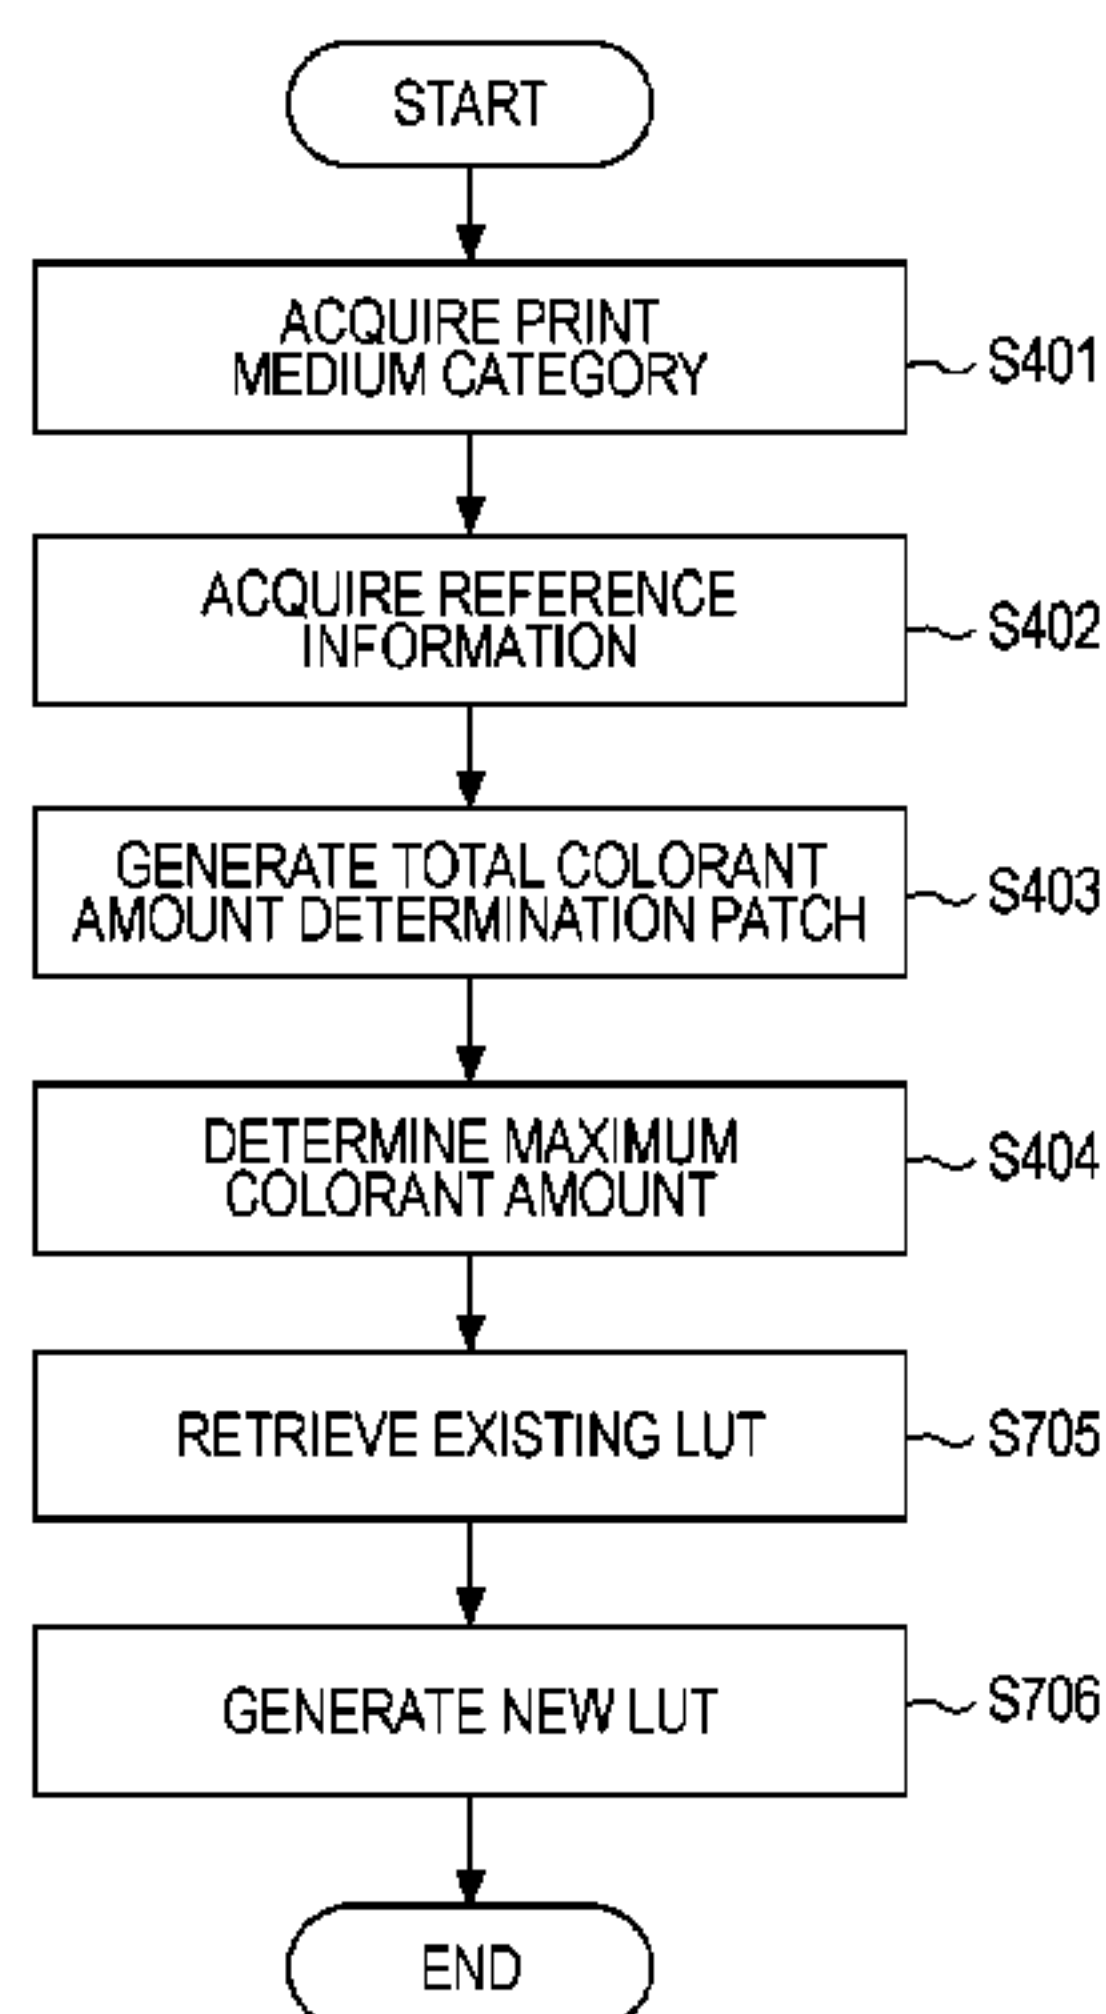 START
ACQUIRE PRINT
MEDIUM CATEGORY
S401
ACQUIRE REFERENCE
INFORMATION
S402
GENERATE TOTAL COLORANT
AMOUNT DETERMINATION PATCH
S403
DETERMINE MAXIMUM
COLORANT AMOUNT
S404
RETRIEVE EXISTING LUT
S705
GENERATE NEW LUT
S706
END